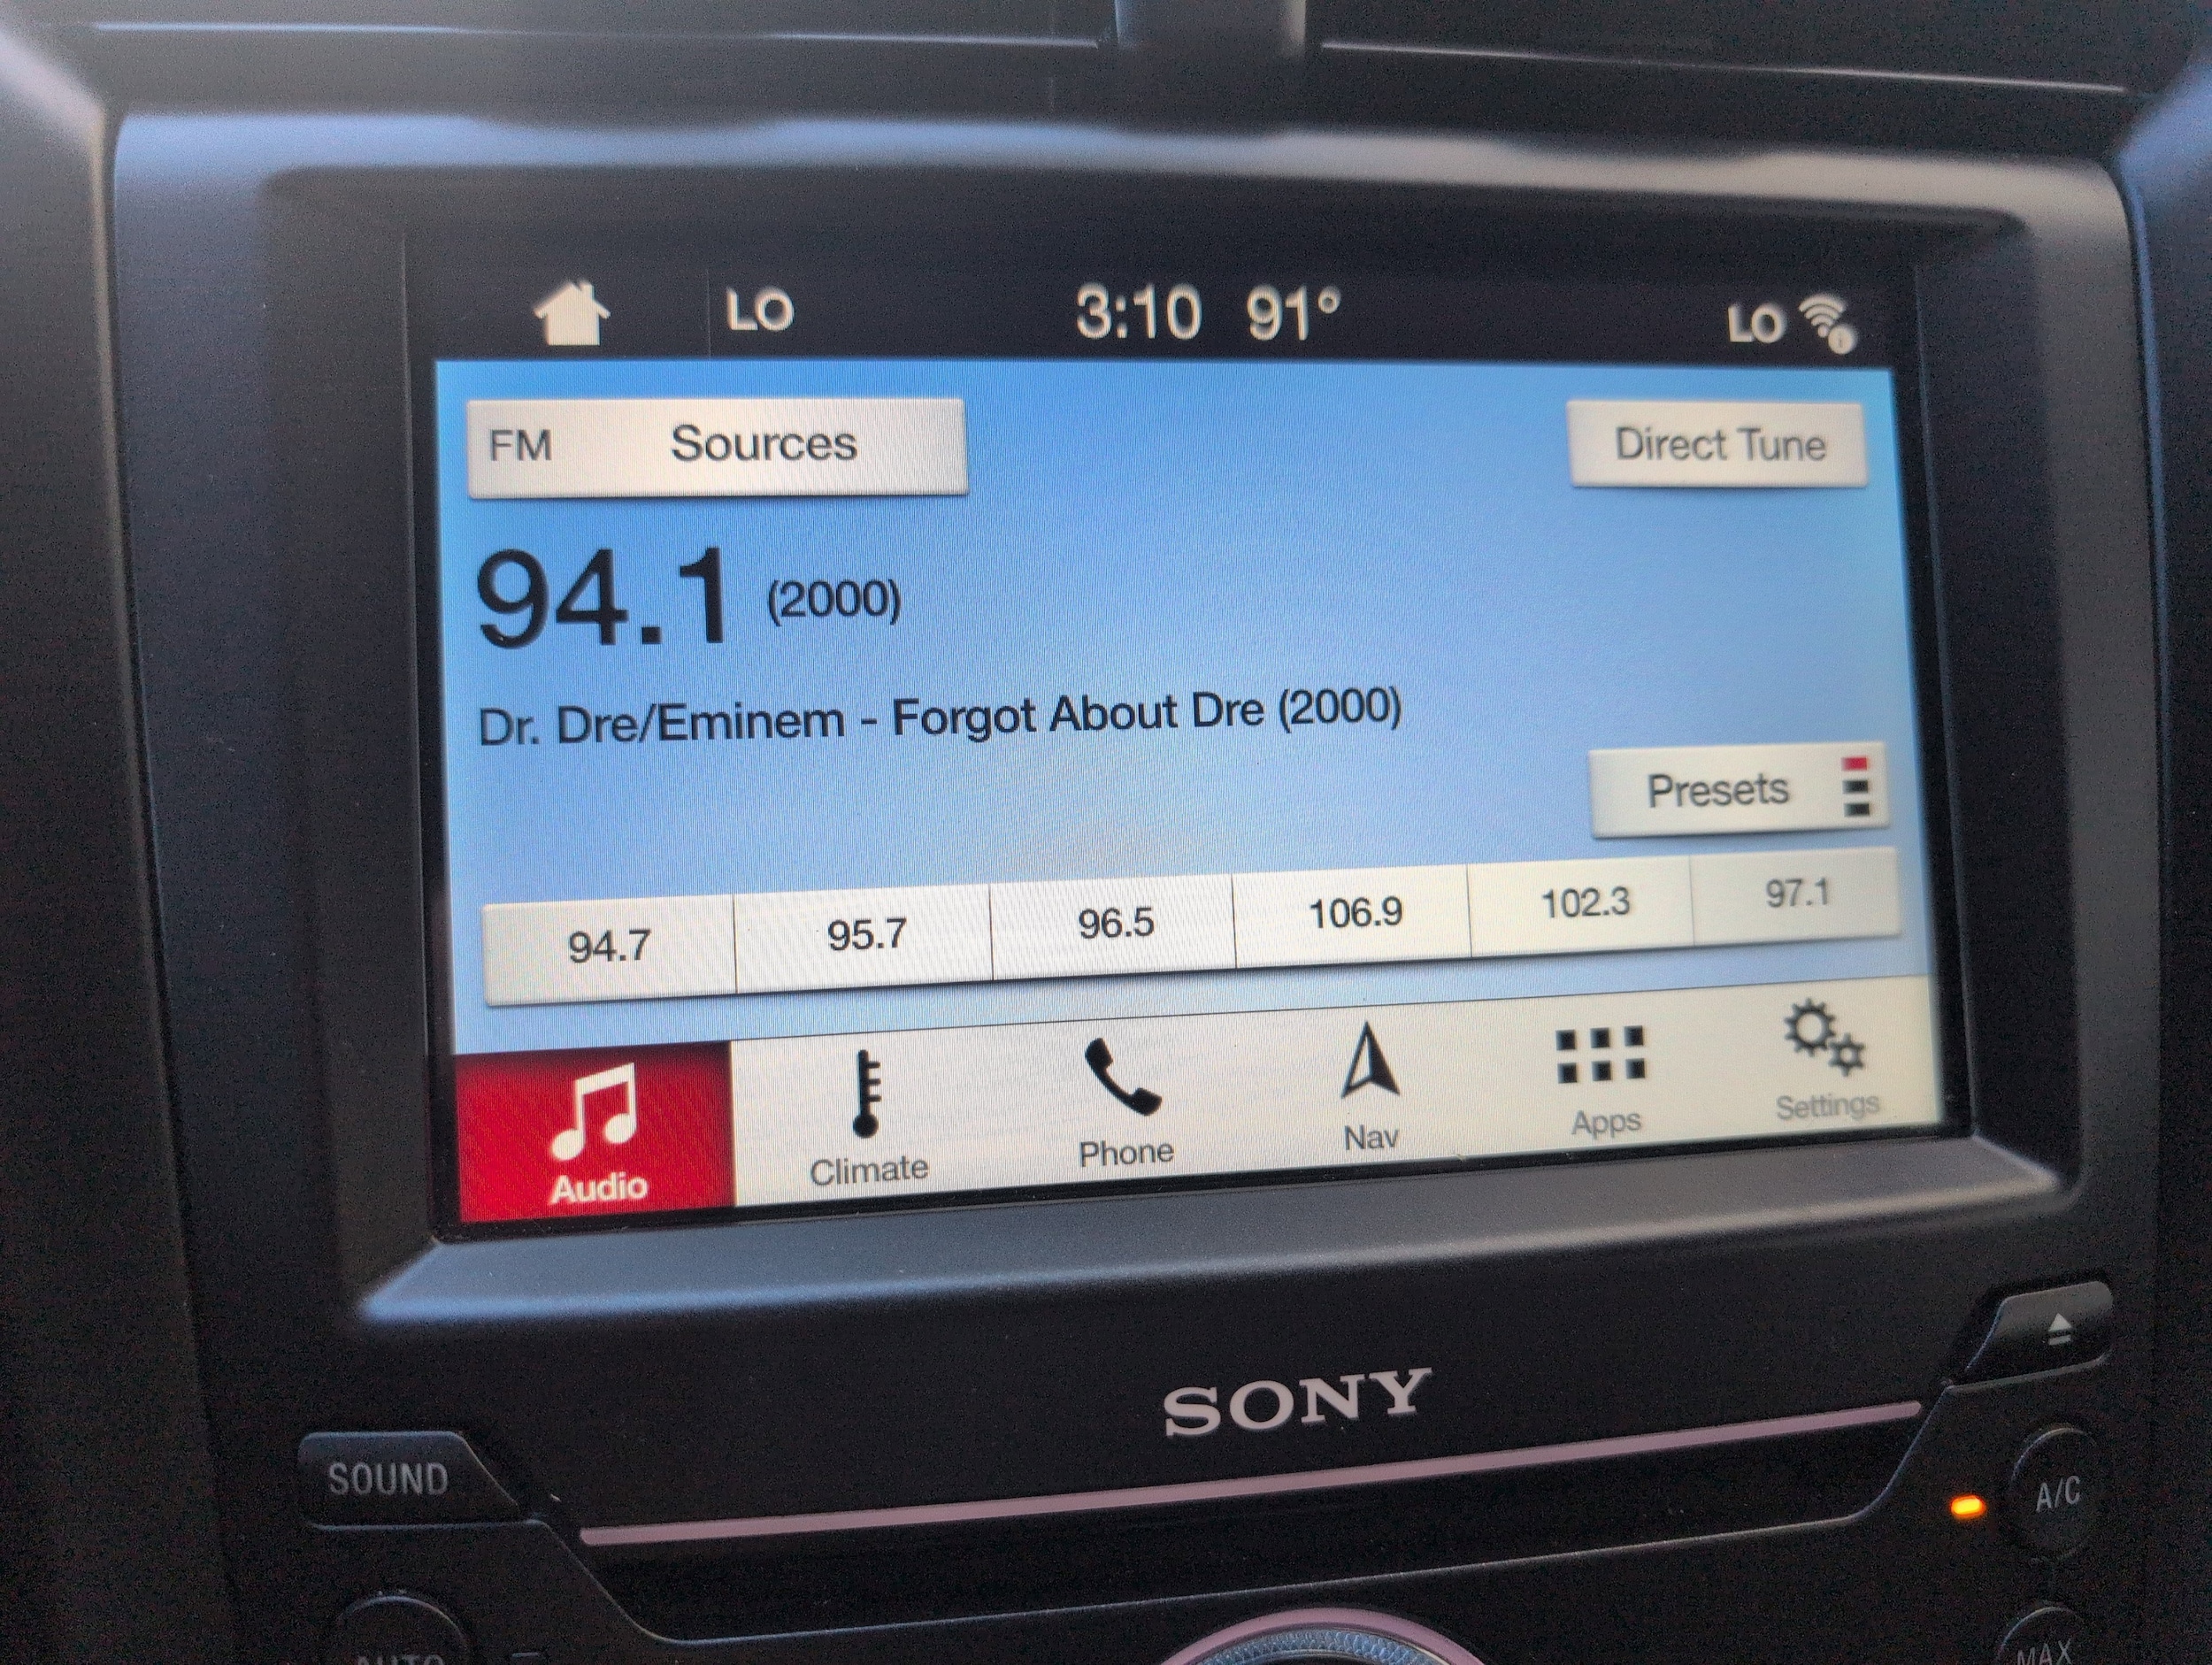 LO 3:10 91° LO
FM Sources Direct Tune
94.1 (2000)
Dr. Dre/Eminem - Forgot About Dre (2000)
Presets
94.7 95.7 96.5 106.9 102.3 97.1
Audio Climate Phone Nav Apps Settings
SONY
SOUND
A/C
AUTO
MAX